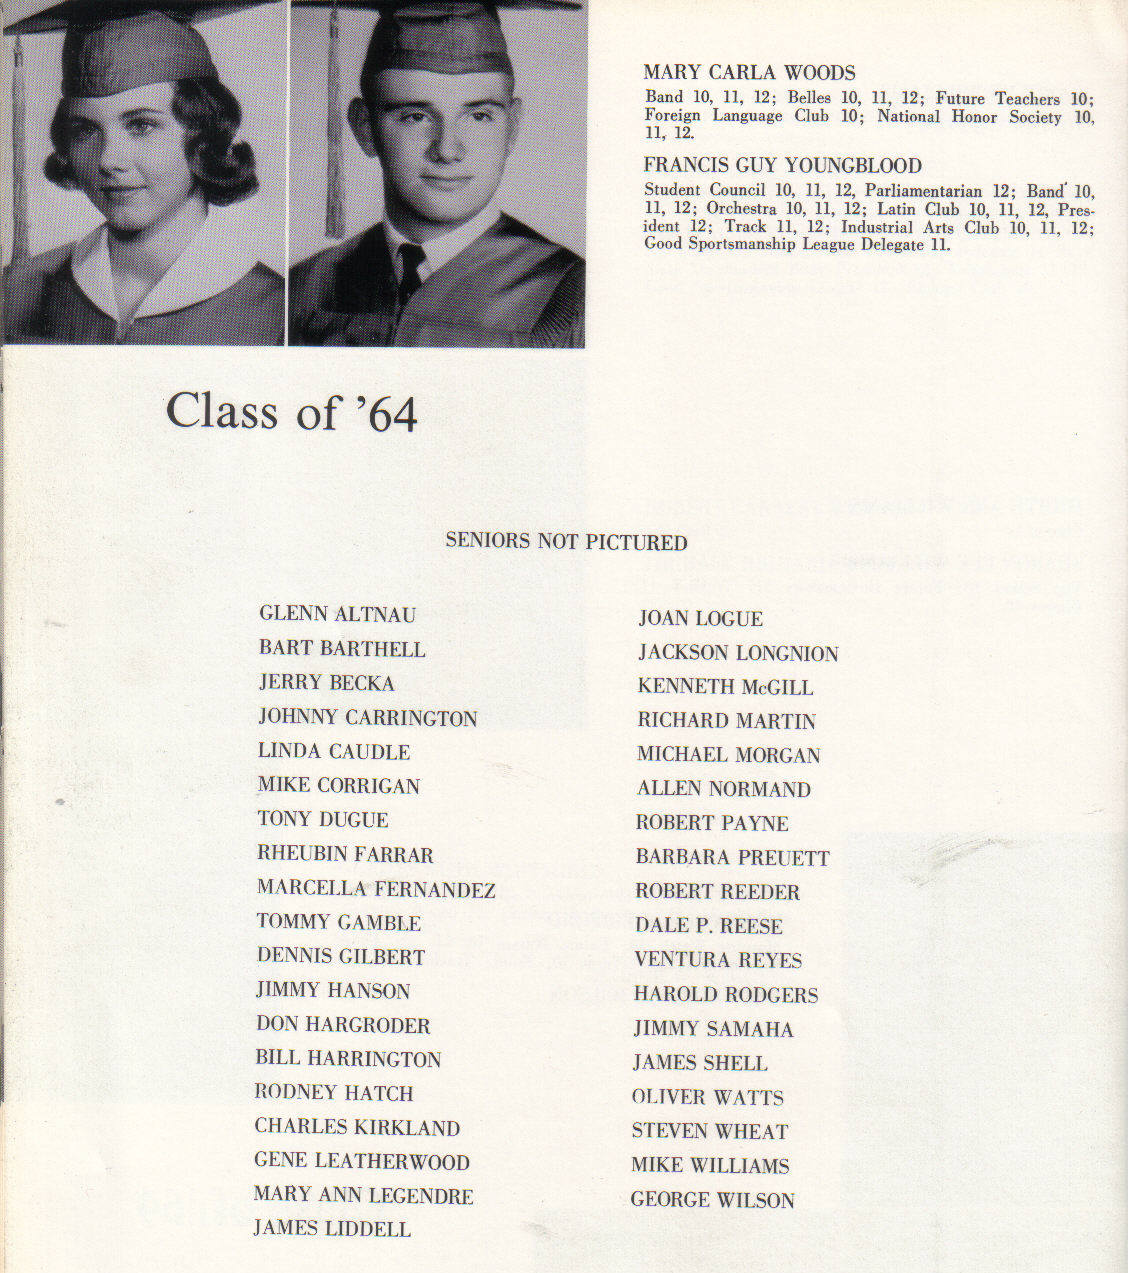 MARY CARLA WOODS
Band 10, 11, 12; Belles 10, 11, 12; Future Teachers 10;
Foreign Language Club 10; National Honor Society 10,
11, 12.
FRANCIS GUY YOUNGBLOOD
Student Council 10, 11, 12, Parliamentarian 12; Band 10,
11, 12; Orchestra 10, 11, 12; Latin Club 10, 11, 12, Pres-
ident 12; Track 11, 12; Industrial Arts Club 10, 11, 12;
Good Sportsmanship League Delegate 11.
Class of ’64
SENIORS NOT PICTURED
GLENN ALTNAU
BART BARTHELL
JERRY BECKA
JOHNNY CARRINGTON
LINDA CAUDLE
MIKE CORRIGAN
TONY DUGUE
RHEUBIN FARRAR
MARCELLA FERNANDEZ
TOMMY GAMBLE
DENNIS GILBERT
JIMMY HANSON
DON HARGRODER
BILL HARRINGTON
RODNEY HATCH
CHARLES KIRKLAND
GENE LEATHERWOOD
MARY ANN LEGENDRE
JAMES LIDDELL
JOAN LOGUE
JACKSON LONGNION
KENNETH McGILL
RICHARD MARTIN
MICHAEL MORGAN
ALLEN NORMAND
ROBERT PAYNE
BARBARA PREUETT
ROBERT REEDER
DALE P. REESE
VENTURA REYES
HAROLD RODGERS
JIMMY SAMAHA
JAMES SHELL
OLIVER WATTS
STEVEN WHEAT
MIKE WILLIAMS
GEORGE WILSON